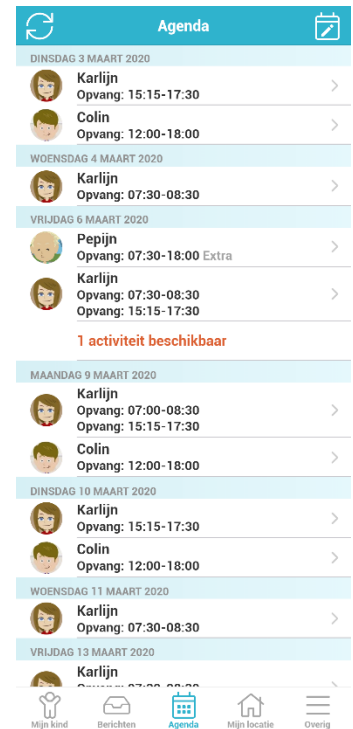 Agenda
DINSDAG 3 MAART 2020
Karlijn
Opvang: 15:15-17:30
Colin
Opvang: 12:00-18:00
WOENSDAG 4 MAART 2020
Karlijn
Opvang: 07:30-08:30
VRIJDAG 6 MAART 2020
Pepijn
Opvang: 07:30-18:00 Extra
Karlijn
Opvang: 07:30-08:30
Opvang: 15:15-17:30
1 activiteit beschikbaar
MAANDAG 9 MAART 2020
Karlijn
Opvang: 07:00-08:30
Opvang: 15:15-17:30
Colin
Opvang: 12:00-18:00
DINSDAG 10 MAART 2020
Karlijn
Opvang: 15:15-17:30
Colin
Opvang: 12:00-18:00
WOENSDAG 11 MAART 2020
Karlijn
Opvang: 07:30-08:30
VRIJDAG 13 MAART 2020
Karlijn
Mijn kind
Berichten
Agenda
Mijn locatie
Overig